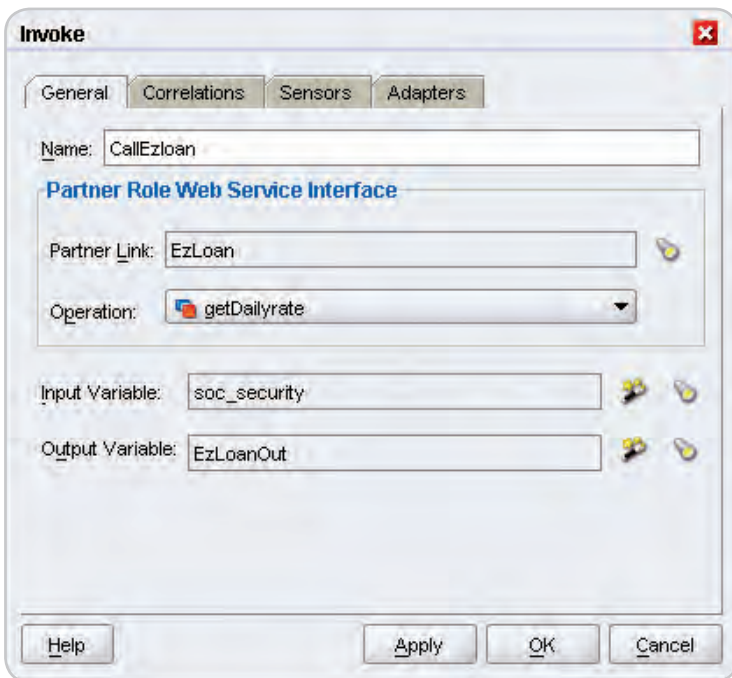 Invoke
General Correlations Sensors Adapters
Name: CallEzloan
Partner Role Web Service Interface
Partner Link: EzLoan
Operation: getDailyrate
Input Variable: soc_security
Output Variable: EzLoanOut
Help Apply OK Cancel